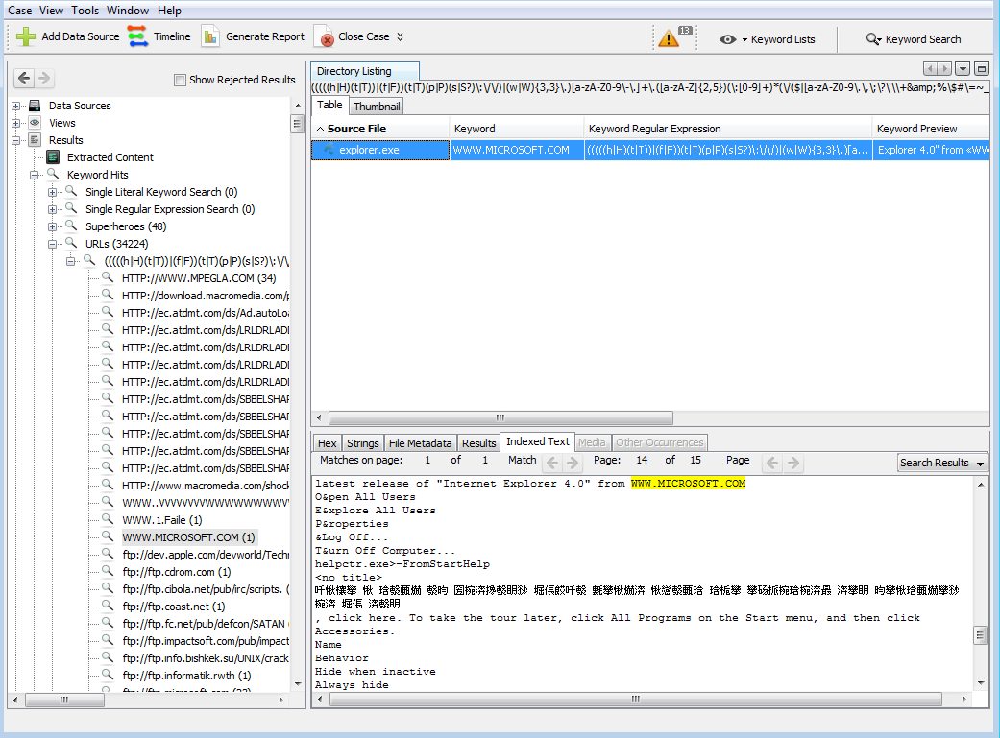 Case View Tools Window Help
Add Data Source Timeline Generate Report Close Case 13 Keyword Lists Keyword Search
Show Rejected Results
Data Sources
Views
Results
Extracted Content
Keyword Hits
Single Literal Keyword Search (0)
Single Regular Expression Search (0)
Superheroes (48)
URLs (34224)
(((((h|H)(t|T))|(f|F))(t|T)(p|P)(s|S?)\:\/\/
HTTP://WWW.MPEGLA.COM (34)
HTTP://download.macromedia.com/p
HTTP://ec.atdmt.com/ds/Ad.autoLoa
HTTP://ec.atdmt.com/ds/LRLDRLADI
HTTP://ec.atdmt.com/ds/LRLDRLADI
HTTP://ec.atdmt.com/ds/LRLDRLADI
HTTP://ec.atdmt.com/ds/LRLDRLADI
HTTP://ec.atdmt.com/ds/SBBELSHAF
HTTP://ec.atdmt.com/ds/SBBELSHAF
HTTP://ec.atdmt.com/ds/SBBELSHAF
HTTP://ec.atdmt.com/ds/SBBELSHAF
HTTP://ec.atdmt.com/ds/SBBELSHAF
HTTP://www.macromedia.com/shock
WWW..VVVVVVVVWWWWWWWW
WWW.1.Faile (1)
WWW.MICROSOFT.COM (1)
ftp://dev.apple.com/devworld/Techn
ftp://ftp.cdrom.com (1)
ftp://ftp.cibola.net/pub/irc/scripts. (
ftp://ftp.coast.net (1)
ftp://ftp.fc.net/pub/defcon/SATAN (
ftp://ftp.impactsoft.com/pub/impact
ftp://ftp.info.bishkek.su/UNIX/crack
ftp://ftp.informatik.rwth (1)
Directory Listing
(((((h|H)(t|T))|(f|F))(t|T)(p|P)(s|S?)\:\/\/)|(w|W){3,3}\.)[a-zA-Z0-9\-\.]+\.([a-zA-Z]{2,5})(\:[0-9]+)*(\/($|[a-zA-Z0-9\.\,\;\?\'\\+&amp;%\$#\=~_
Table Thumbnail
Source File Keyword Keyword Regular Expression Keyword Preview
explorer.exe WWW.MICROSOFT.COM (((((h|H)(t|T))|(f|F))(t|T)(p|P)(s|S?)\:\/\/)|(w|W){3,3}\.)[a... Explorer 4.0" from «WW
Hex Strings File Metadata Results Indexed Text Media Other Occurrences
Matches on page: 1 of 1 Match Page: 14 of 15 Page Search Results
latest release of "Internet Explorer 4.0" from WWW.MICROSOFT.COM
O&pen All Users
E&xplore All Users
P&roperties
&Log Off...
T&urn Off Computer...
helpctr.exe>-FromStartHelp
<no title>
, click here. To take the tour later, click All Programs on the Start menu, and then click
Accessories.
Name
Behavior
Hide when inactive
Always hide